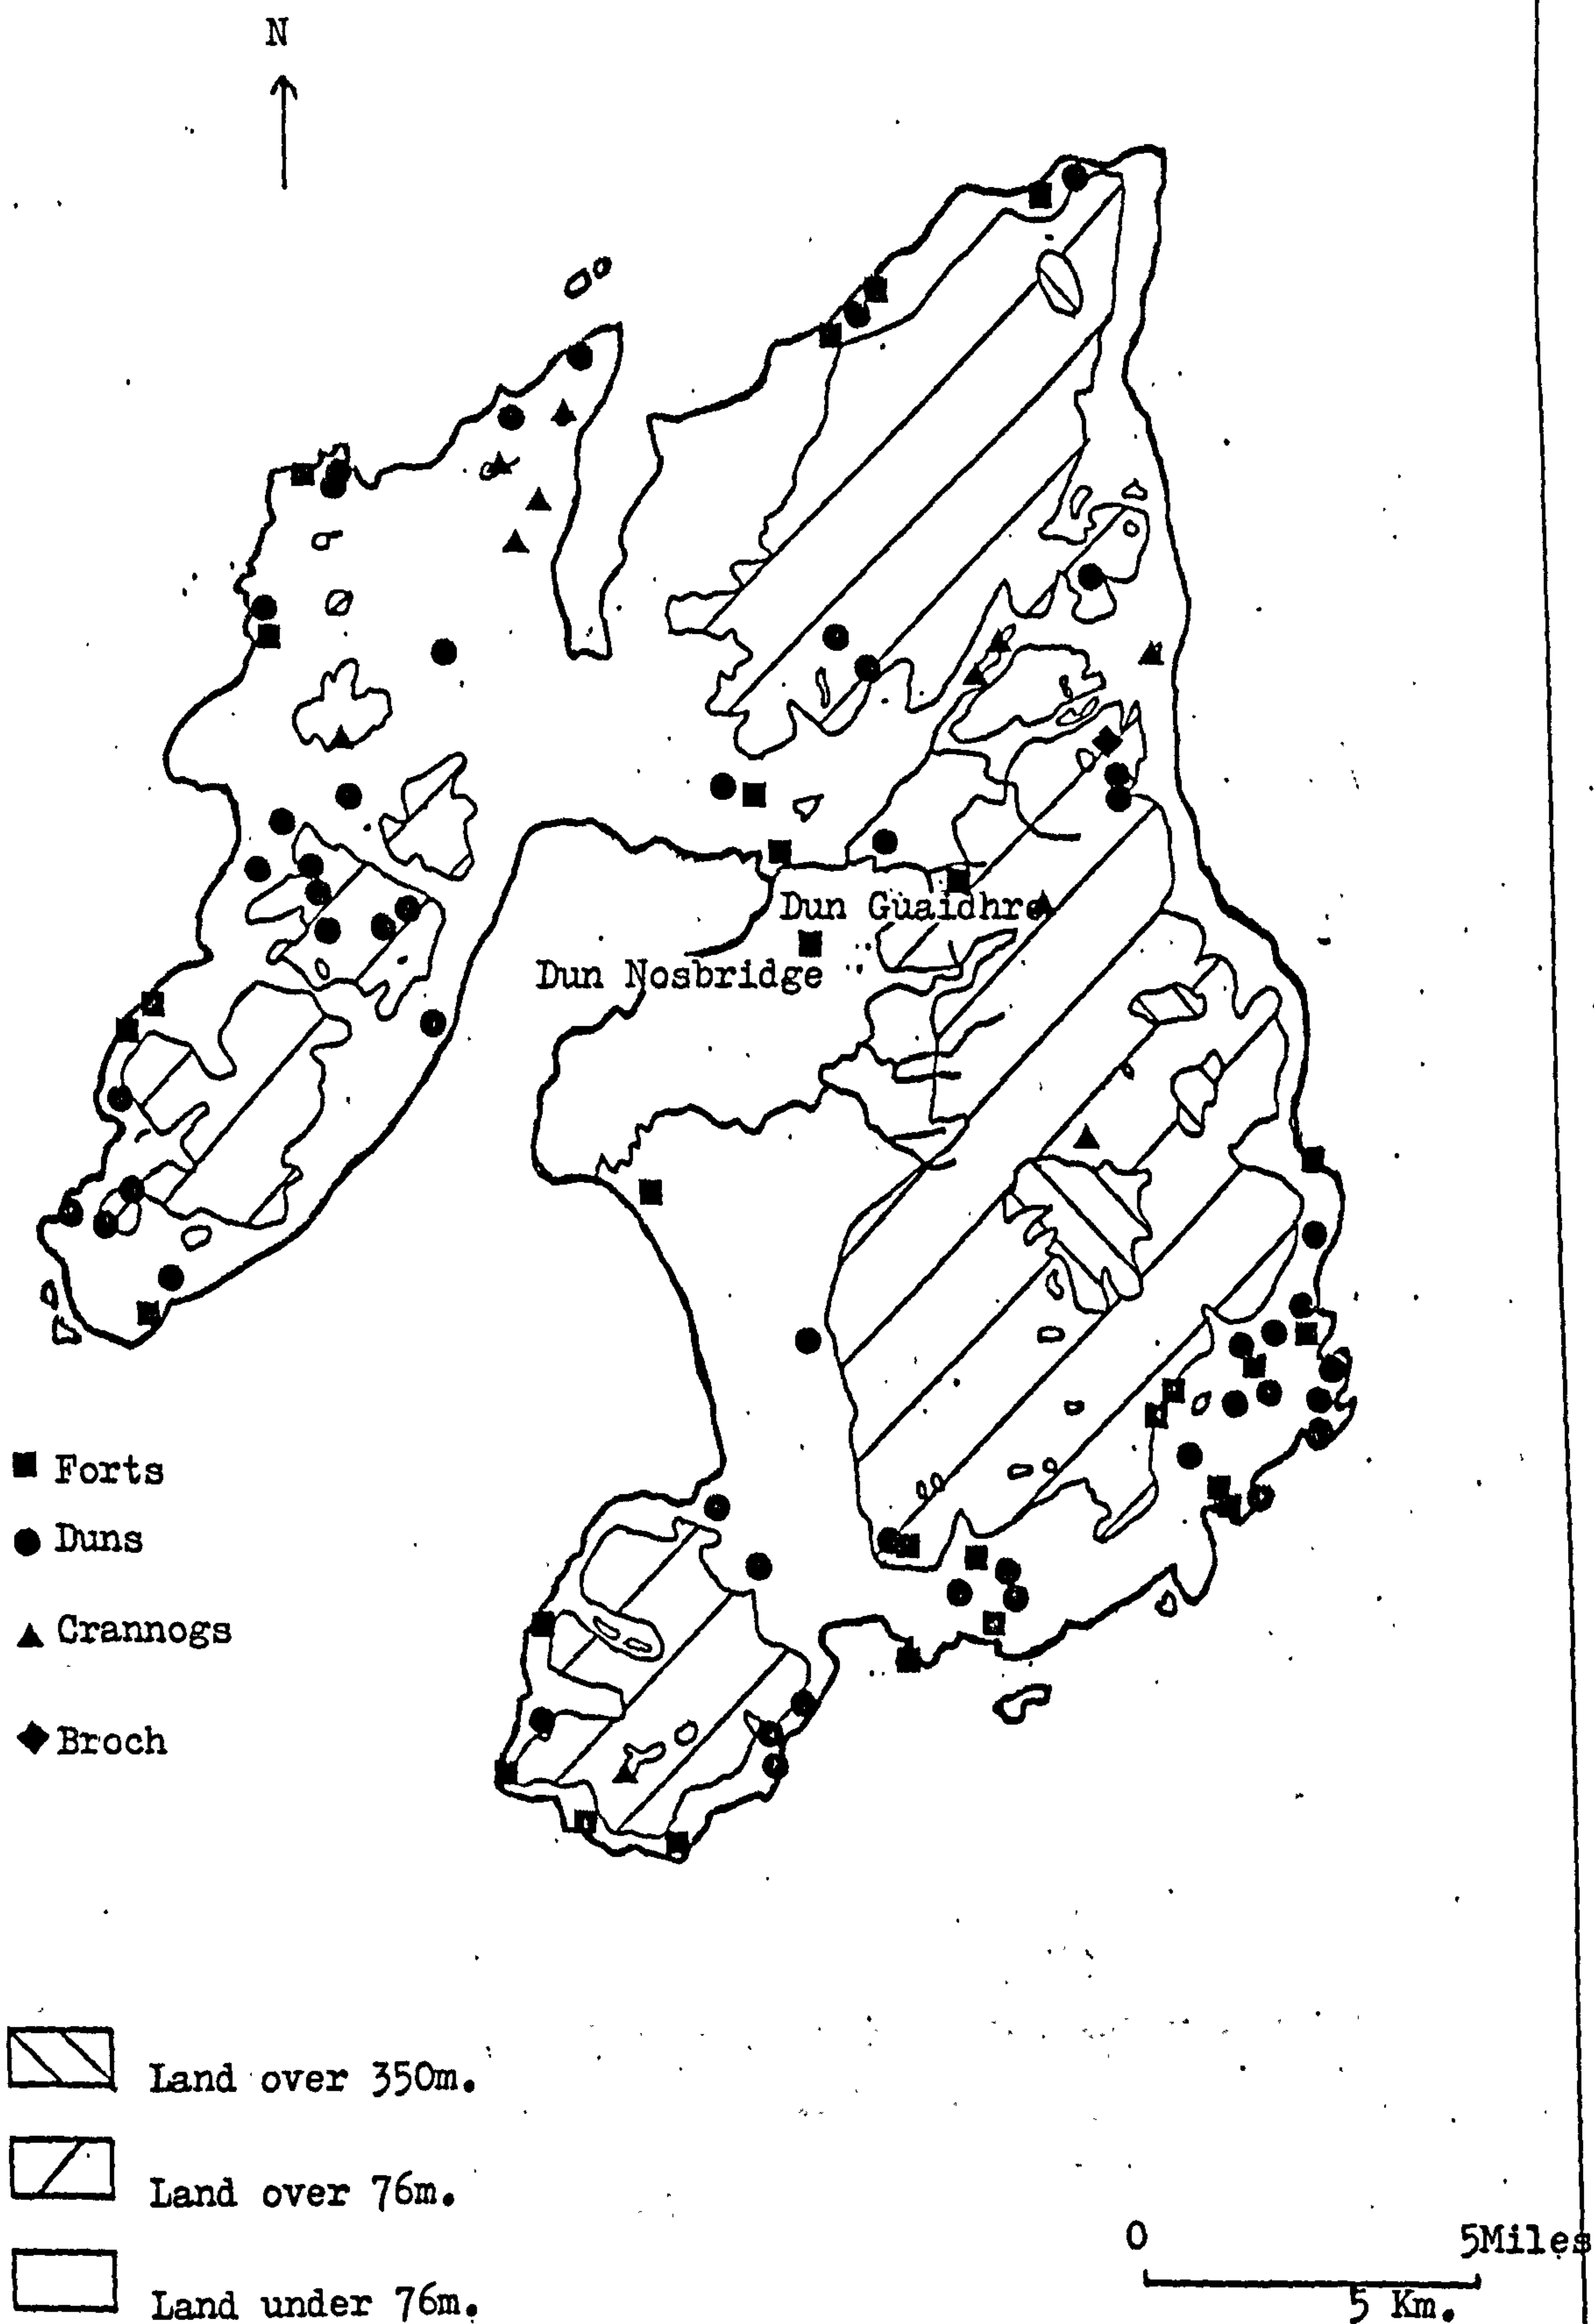 N
Dun Guaidhre
Dun Nosbridge
Forts
Duns
Crannogs
Broch
Land over 350m.
Land over 76m.
Land under 76m.
0 5Miles
5 Km.